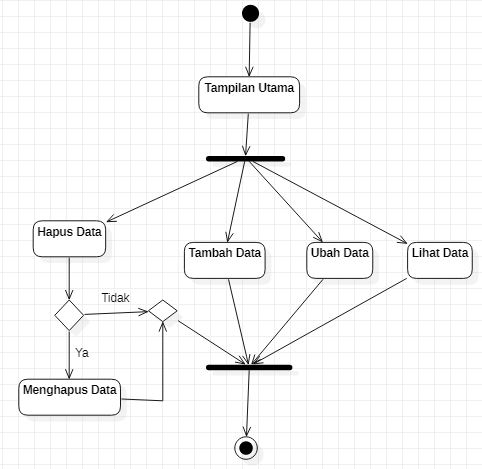 Tampilan Utama
Hapus Data
Tambah Data
Ubah Data
Lihat Data
Tidak
Ya
Menghapus Data